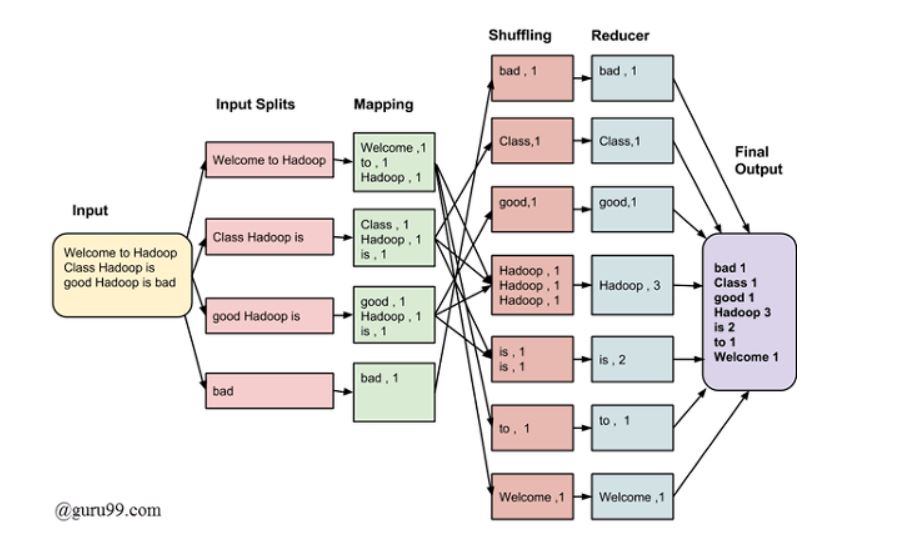 Shuffling
Reducer
Input Splits
Mapping
Final
Output
Input
Welcome to Hadoop
Class Hadoop is
good Hadoop is bad
Welcome to Hadoop
Class Hadoop is
good Hadoop is
bad
Welcome ,1
to , 1
Hadoop , 1
Class , 1
Hadoop , 1
is , 1
good , 1
Hadoop , 1
is , 1
bad , 1
bad , 1
Class,1
good,1
Hadoop , 1
Hadoop , 1
Hadoop , 1
is , 1
is , 1
to , 1
Welcome ,1
bad , 1
Class,1
good,1
Hadoop , 3
is , 2
to , 1
Welcome ,1
bad 1
Class 1
good 1
Hadoop 3
is 2
to 1
Welcome 1
@guru99.com